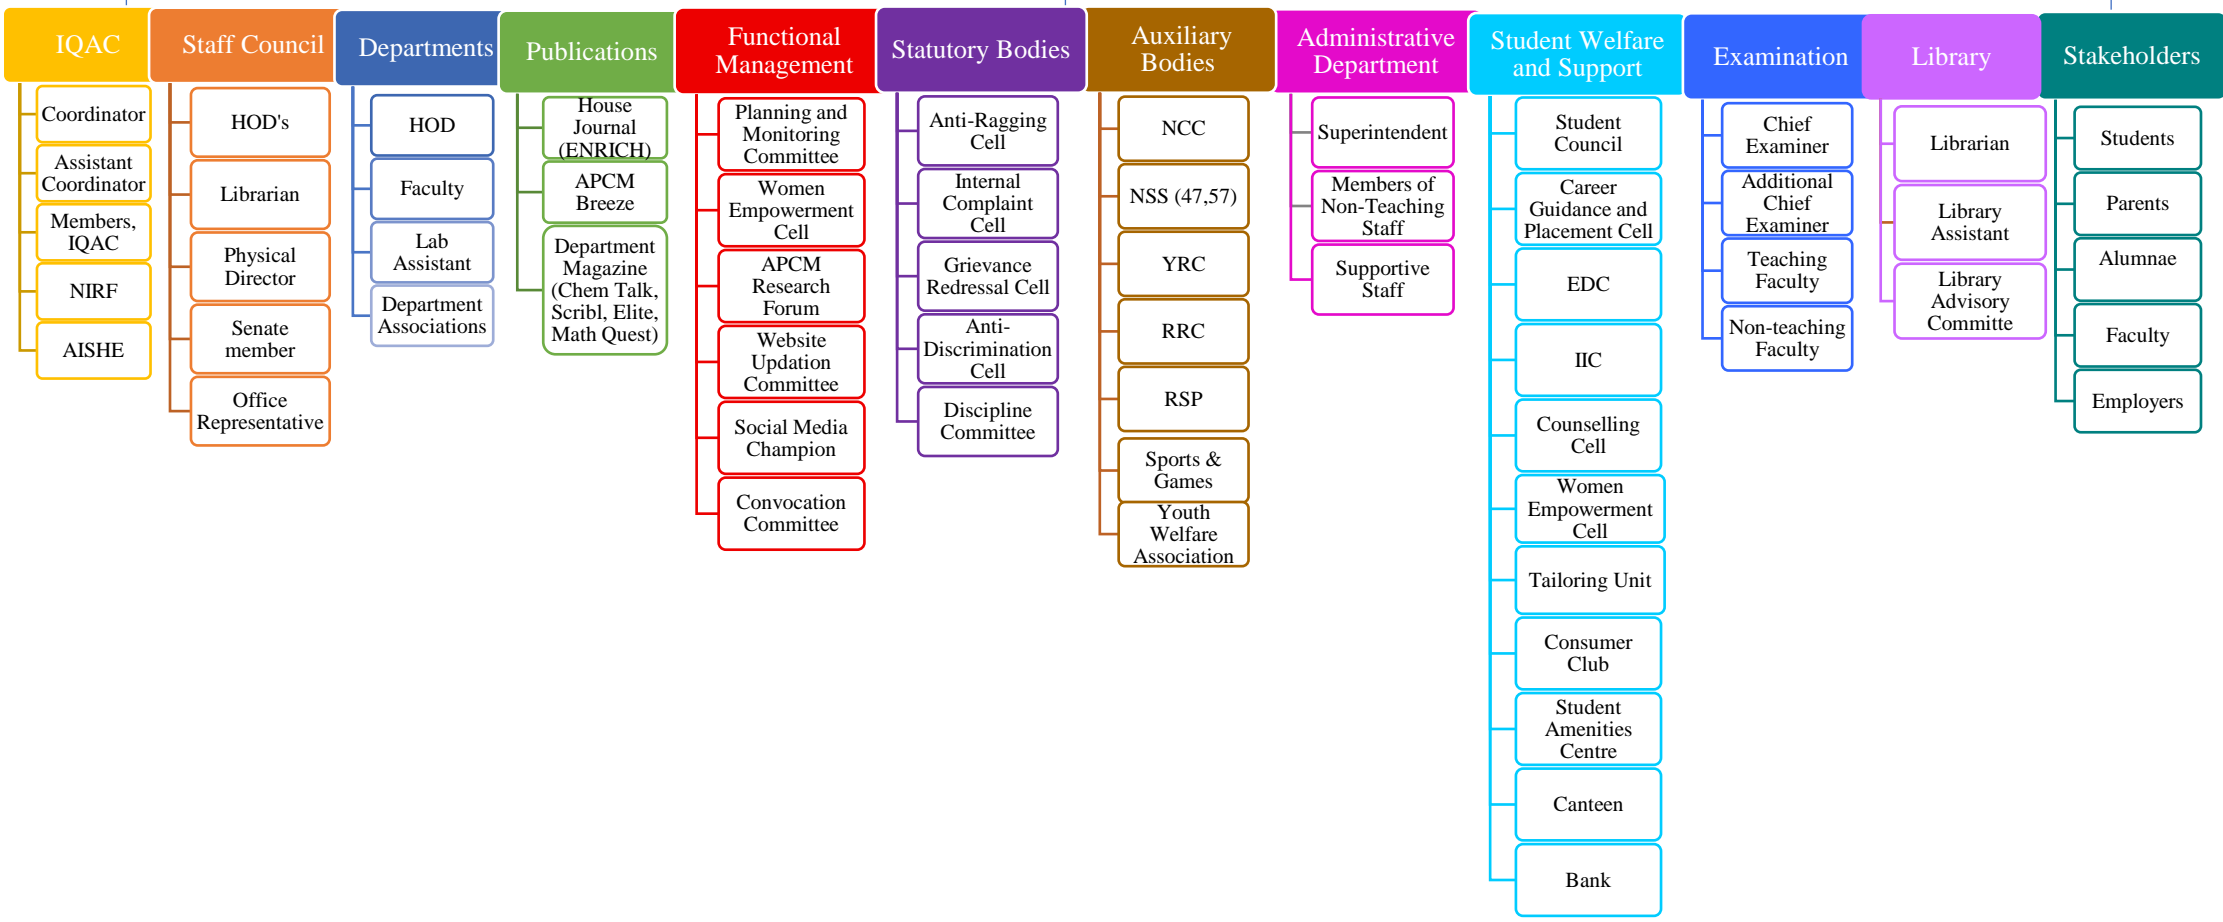 IQAC
Coordinator
Assistant
Coordinator
Members,
IQAC
NIRF
AISHE
Staff Council
HOD's
Librarian
Physical
Director
Senate
member
Office
Representative
Departments
HOD
Faculty
Lab
Assistant
Department
Associations
Publications
House
Journal
(ENRICH)
APCM
Breeze
Department
Magazine
(Chem Talk,
Scribl, Elite,
Math Quest)
Functional
Management
Planning and
Monitoring
Committee
Women
Empowerment
Cell
APCM
Research
Forum
Website
Updation
Committee
Social Media
Champion
Convocation
Committee
Statutory Bodies
Anti-Ragging
Cell
Internal
Complaint
Cell
Grievance
Redressal Cell
Anti-
Discrimination
Cell
Discipline
Committee
Auxiliary
Bodies
NCC
NSS (47,57)
YRC
RRC
RSP
Sports &
Games
Youth
Welfare
Association
Administrative
Department
Superintendent
Members of
Non-Teaching
Staff
Supportive
Staff
Student Welfare
and Support
Student
Council
Career
Guidance and
Placement Cell
EDC
IIC
Counselling
Cell
Women
Empowerment
Cell
Tailoring Unit
Consumer
Club
Student
Amenities
Centre
Canteen
Bank
Examination
Chief
Examiner
Additional
Chief
Examiner
Teaching
Faculty
Non-teaching
Faculty
Library
Librarian
Library
Assistant
Library
Advisory
Committe
Stakeholders
Students
Parents
Alumnae
Faculty
Employers